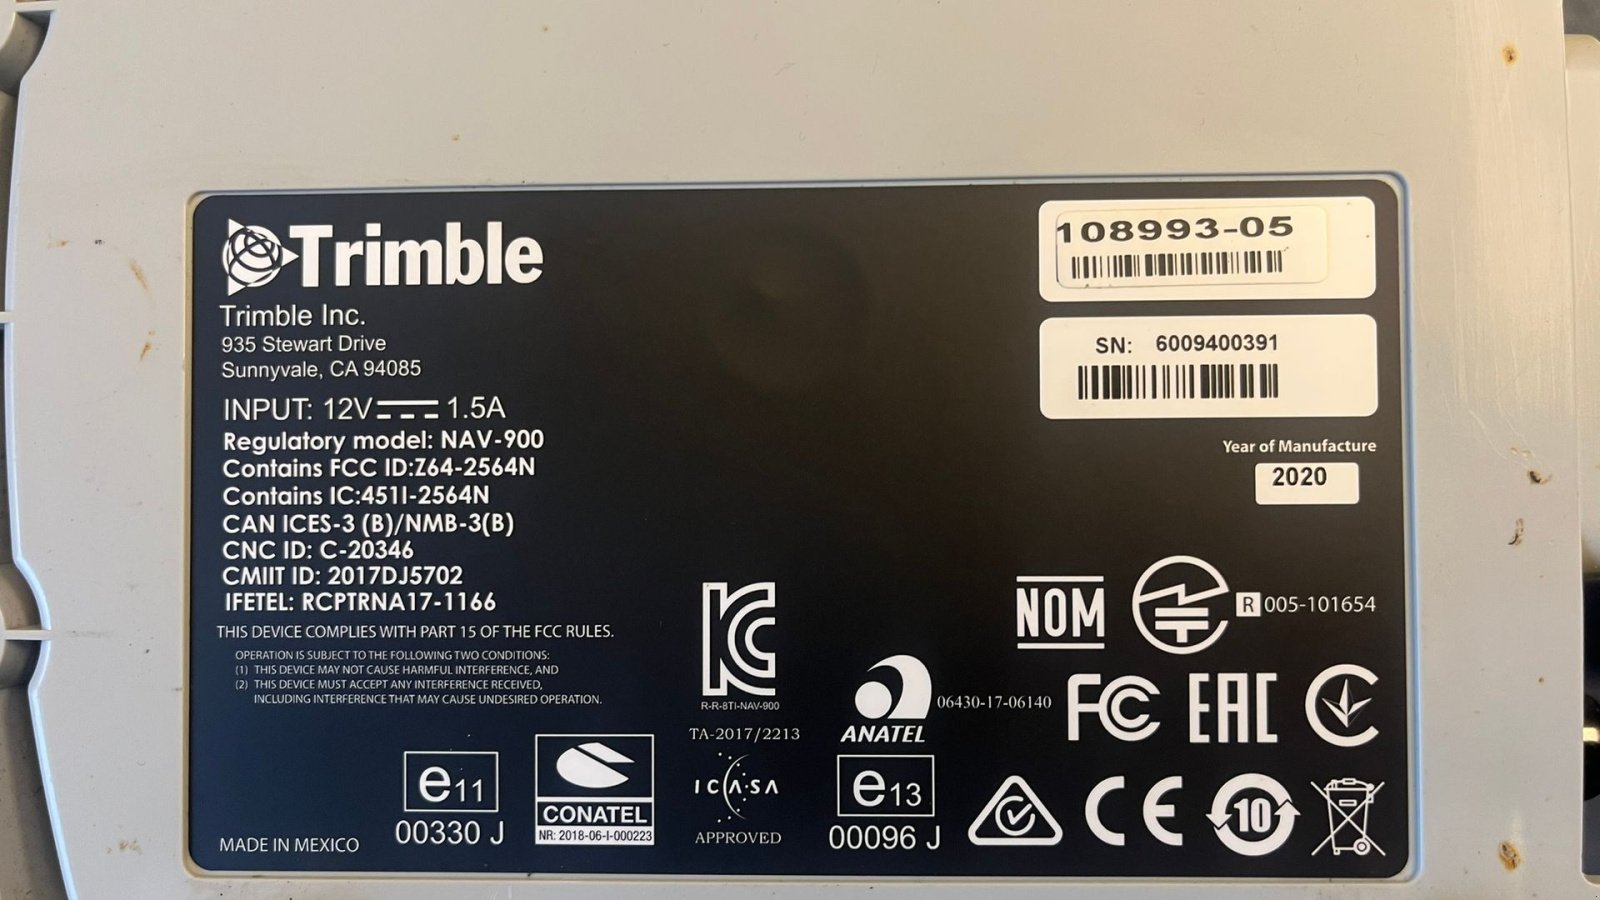 Trimble
Trimble Inc.
935 Stewart Drive
Sunnyvale, CA 94085
INPUT: 12V 1.5A
Regulatory model: NAV-900
Contains FCC ID:Z64-2564N
Contains IC:451I-2564N
CAN ICES-3 (B)/NMB-3(B)
CNC ID: C-20346
CMIIT ID: 2017DJ5702
IFETEL: RCPTRNA17-1166
THIS DEVICE COMPLIES WITH PART 15 OF THE FCC RULES.
OPERATION IS SUBJECT TO THE FOLLOWING TWO CONDITIONS:
(1) THIS DEVICE MAY NOT CAUSE HARMFUL INTERFERENCE, AND
(2) THIS DEVICE MUST ACCEPT ANY INTERFERENCE RECEIVED,
INCLUDING INTERFERENCE THAT MAY CAUSE UNDESIRED OPERATION.
MADE IN MEXICO
108993-05
SN: 6009400391
Year of Manufacture
2020
KC
R-R-8TI-NAV-900
NOM
R 005-101654
ANATEL
06430-17-06140
FC
EAC
e11
00330 J
CONATEL
NR: 2018-06-I-000223
TA-2017/2213
ICASA
APPROVED
e13
00096 J
CE
10